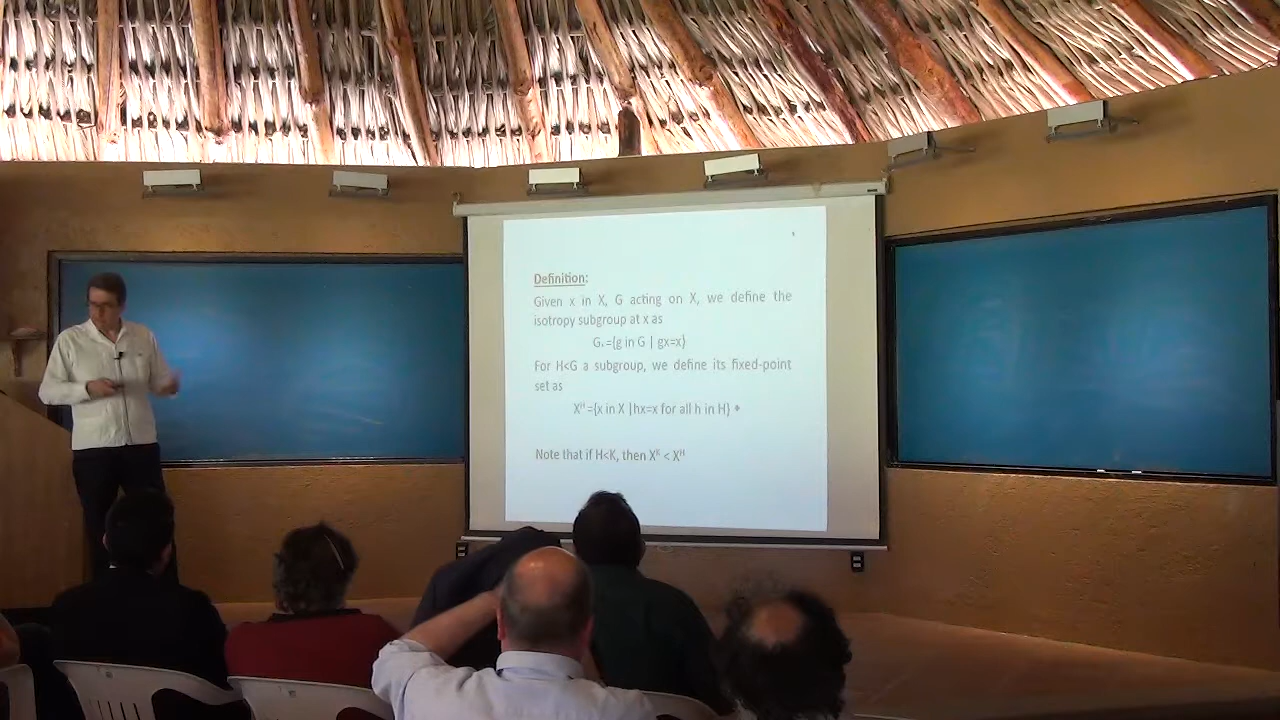 Definition:
Given x in X, G acting on X, we define the
isotropy subgroup at x as
Gₓ={g in G | gx=x}
For H<G a subgroup, we define its fixed-point
set as
Xᴴ={x in X |hx=x for all h in H}
Note that if H<K, then Xᴷ < Xᴴ